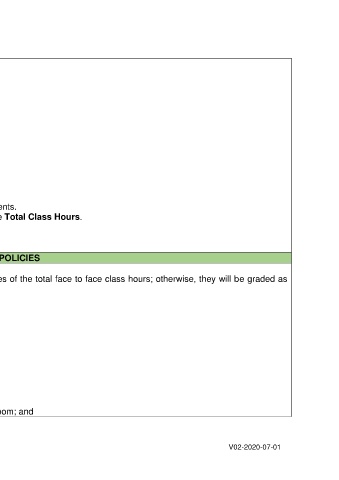 ents.
e Total Class Hours.
POLICIES
es of the total face to face class hours; otherwise, they will be graded as
oom; and
V02-2020-07-01